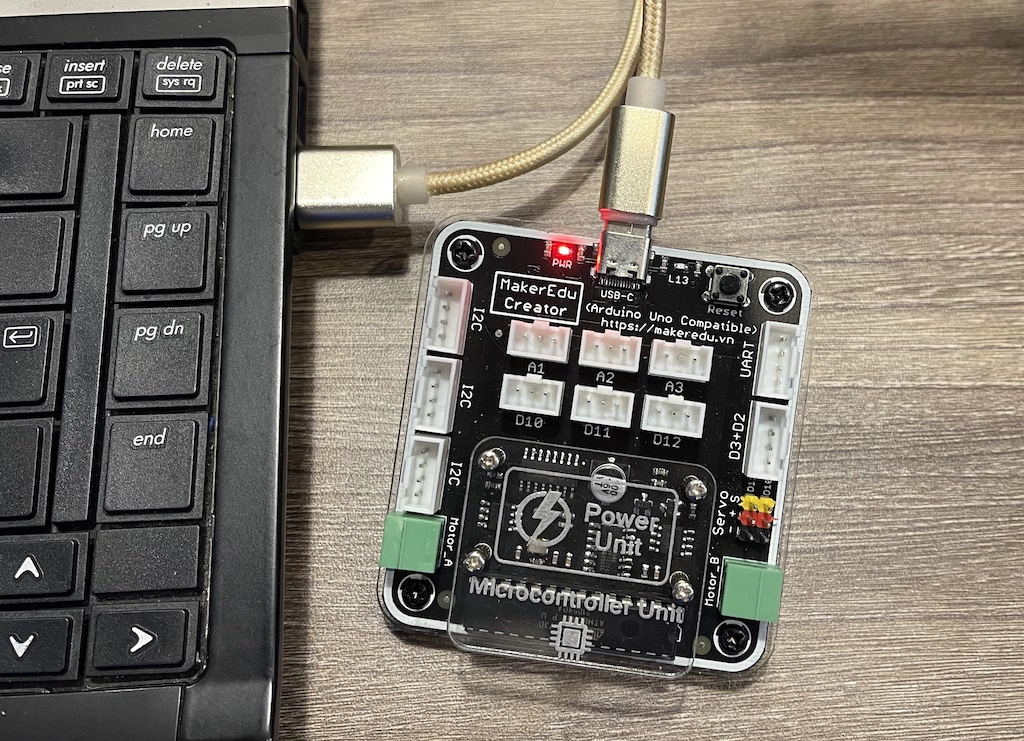 insert
prt sc
delete
sys rq
home
pg up
pg dn
end
PWR
USB-C
L13
Reset
MakerEdu
Creator
(Arduino Uno Compatible)
https://makeredu.vn
I2C
I2C
I2C
A1
A2
A3
D10
D11
D12
UART
D3+D2
Servo
- + S
Motor_A
Motor_B
Power
Unit
Microcontroller Unit